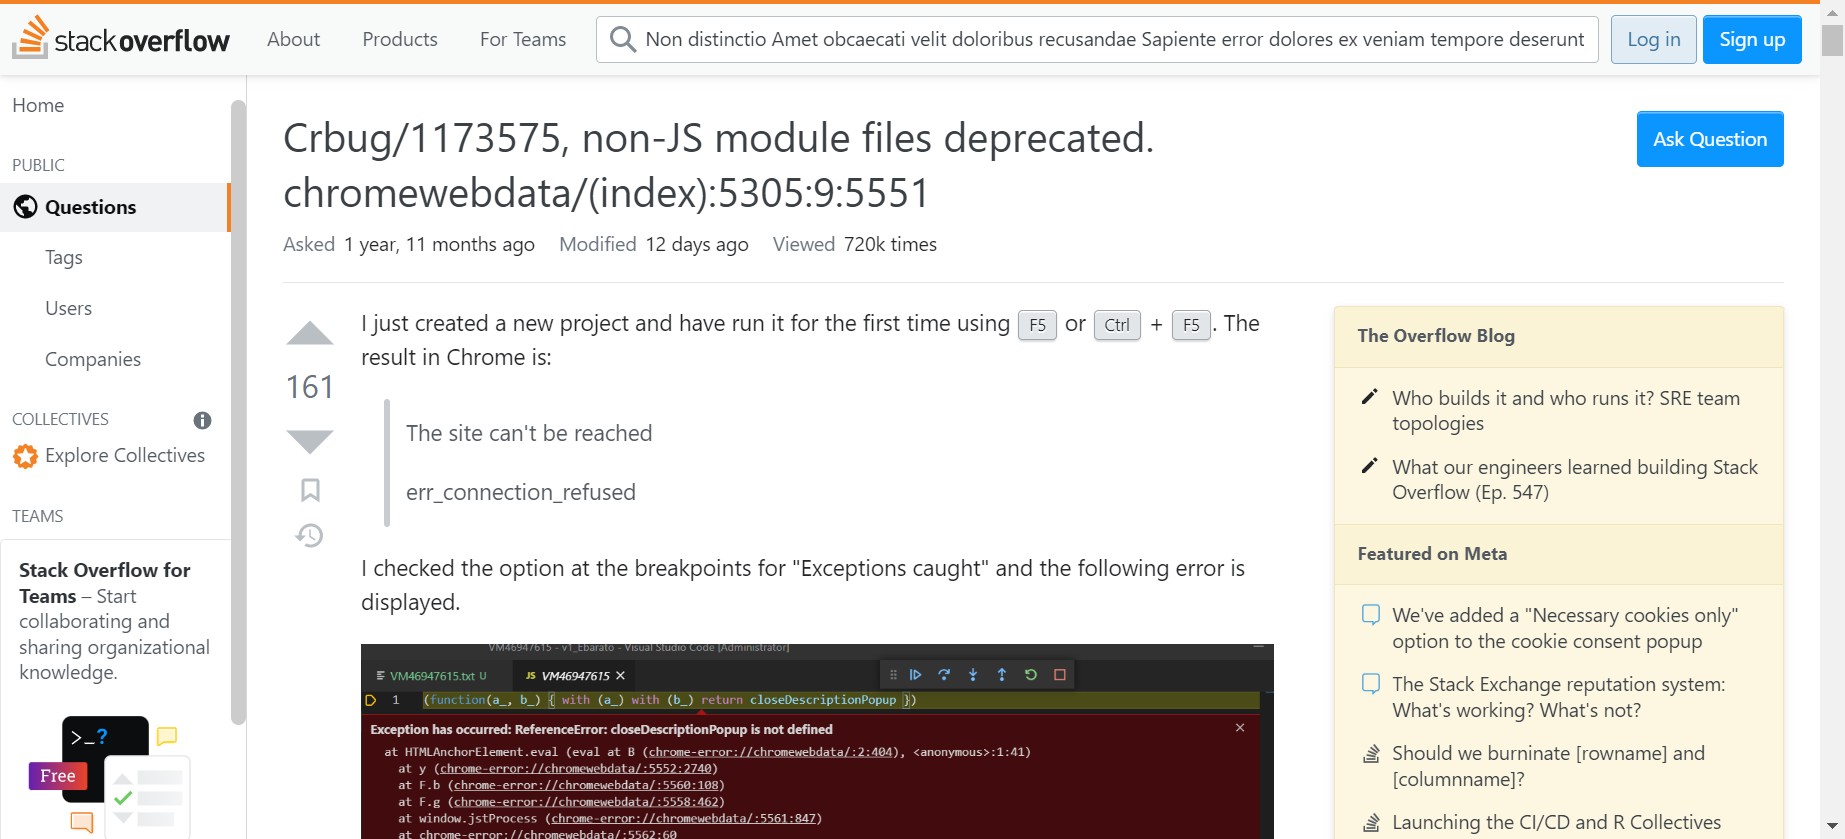 stack overflow
About
Products
For Teams
Non distinctio Amet obcaecati velit doloribus recusandae Sapiente error dolores ex veniam tempore deserunt
Log in
Sign up
Home
PUBLIC
Questions
Tags
Users
Companies
COLLECTIVES
Explore Collectives
TEAMS
Stack Overflow for
Teams – Start
collaborating and
sharing organizational
knowledge.
>_?
Free
Crbug/1173575, non-JS module files deprecated.
chromewebdata/(index):5305:9:5551
Ask Question
Asked 1 year, 11 months ago Modified 12 days ago Viewed 720k times
161
I just created a new project and have run it for the first time using F5 or Ctrl + F5. The
result in Chrome is:
The site can't be reached
err_connection_refused
I checked the option at the breakpoints for "Exceptions caught" and the following error is
displayed.
VM46947615 - v1_Ebarato - Visual Studio Code [Administrator]
VM46947615.txt U
JS VM46947615
1 (function(a_, b_) { with (a_) with (b_) return closeDescriptionPopup })
Exception has occurred: ReferenceError: closeDescriptionPopup is not defined
at HTMLAnchorElement.eval (eval at B (chrome-error://chromewebdata/:2:404), <anonymous>:1:41)
at y (chrome-error://chromewebdata/:5552:2740)
at F.b (chrome-error://chromewebdata/:5560:108)
at F.g (chrome-error://chromewebdata/:5558:462)
at window.jstProcess (chrome-error://chromewebdata/:5561:847)
at chrome-error://chromewebdata/:5562:60
The Overflow Blog
Who builds it and who runs it? SRE team
topologies
What our engineers learned building Stack
Overflow (Ep. 547)
Featured on Meta
We've added a "Necessary cookies only"
option to the cookie consent popup
The Stack Exchange reputation system:
What's working? What's not?
Should we burninate [rowname] and
[columnname]?
Launching the CI/CD and R Collectives